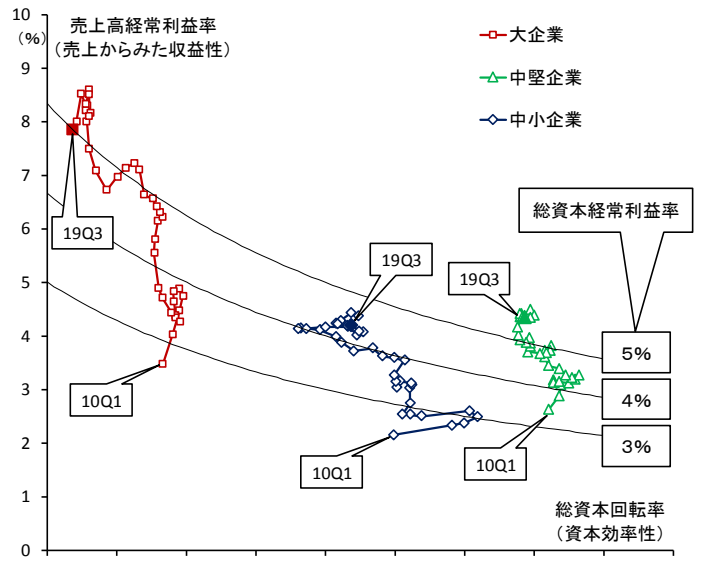 10
(%)
9
8
7
6
5
4
3
2
1
0
売上高経常利益率
(売上からみた収益性)
大企業
中堅企業
中小企業
総資本経常利益率
19Q3
19Q3
19Q3
5%
4%
3%
10Q1
10Q1
10Q1
総資本回転率
(資本効率性)